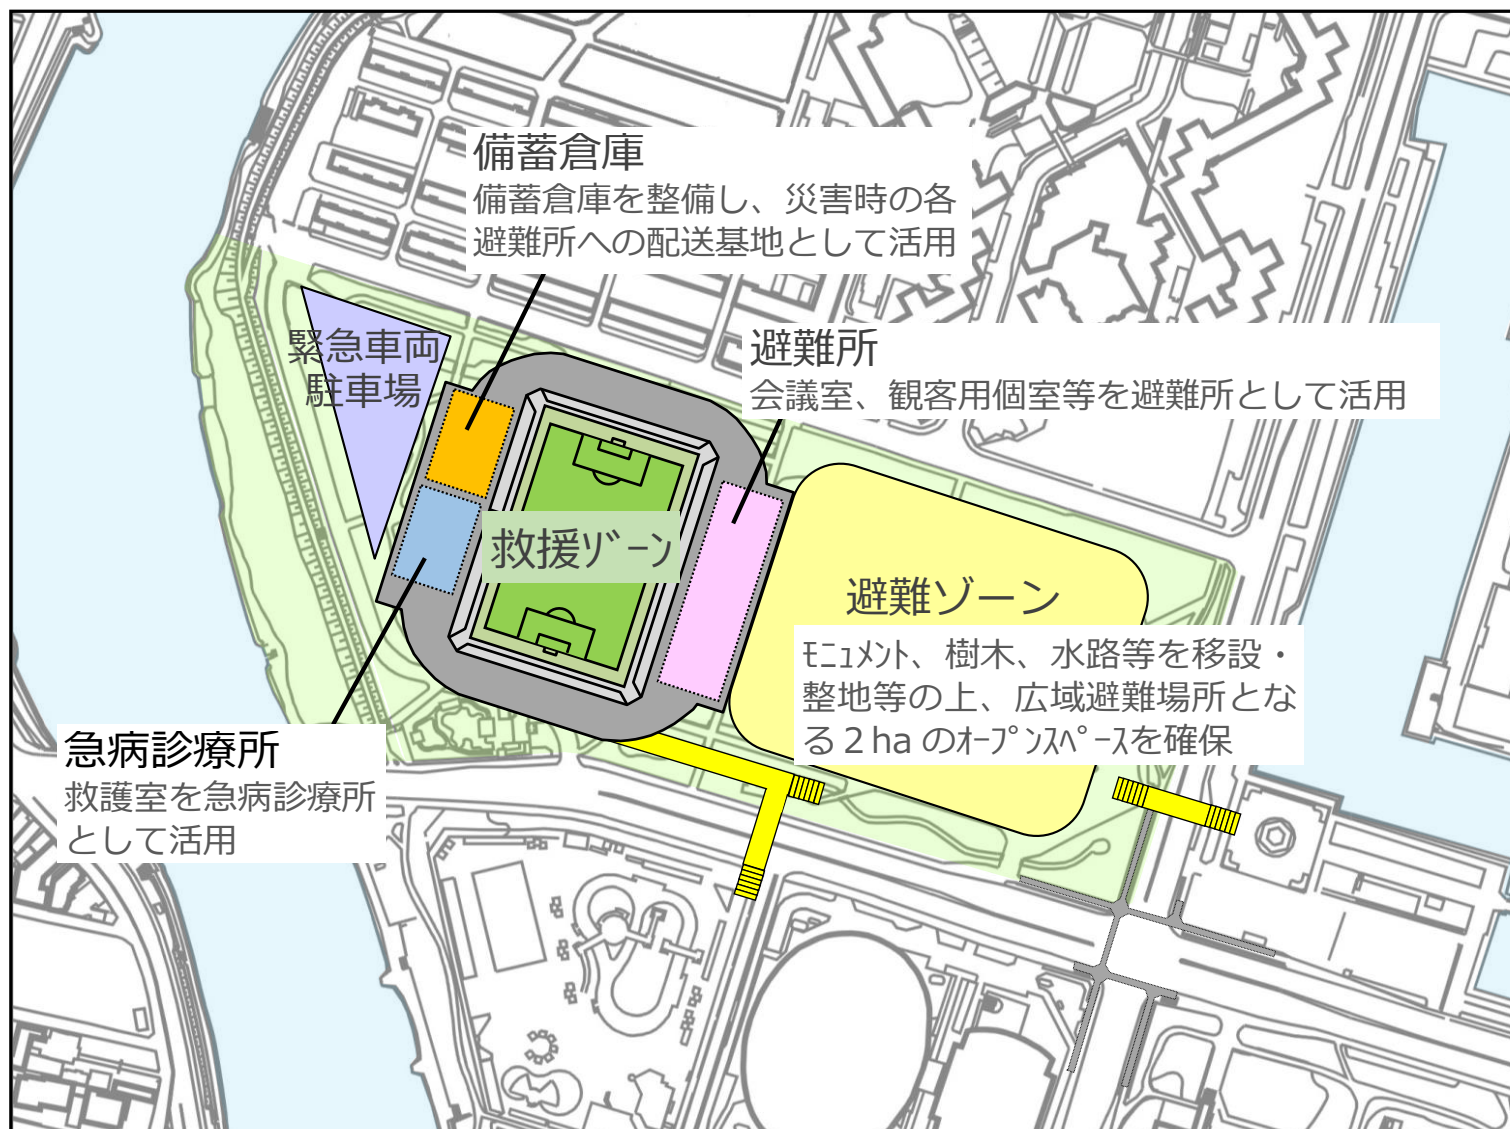 備蓄倉庫
備蓄倉庫を整備し、災害時の各
避難所への配送基地として活用
緊急車両
駐車場
避難所
会議室、観客用個室等を避難所として活用
救援ｿﾞｰﾝ
避難ゾーン
ﾓﾆｭﾒﾝﾄ、樹木、水路等を移設・
整地等の上、広域避難場所とな
る２haのｵｰﾌﾟﾝｽﾍﾟｰｽを確保
急病診療所
救護室を急病診療所
として活用